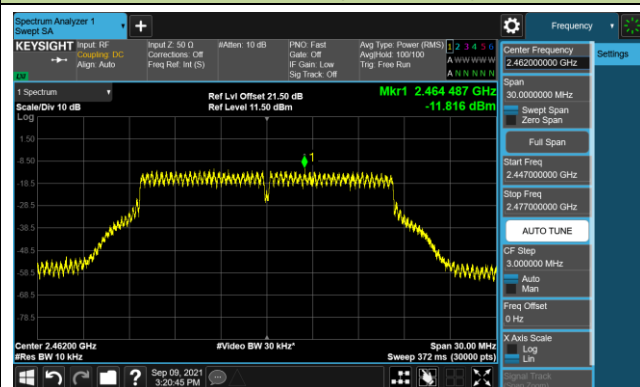 Spectrum Analyzer 1
Swept SA
Frequency
KEYSIGHT
Input: RF
Coupling: DC
Align: Auto
Input Z: 50 Ω
Corrections: Off
Freq Ref: Int (S)
#Atten: 10 dB
PNO: Fast
Gate: Off
IF Gain: Low
Sig Track: Off
Avg Type: Power (RMS)
Avg|Hold: 100/100
Trig: Free Run
1 2 3 4 5 6
A W W W W W
A N N N N N
1 Spectrum
Scale/Div 10 dB
Log
Ref Lvl Offset 21.50 dB
Ref Level 11.50 dBm
Mkr1 2.464 487 GHz
-11.816 dBm
1
1.50
-8.50
-18.5
-28.5
-38.5
-48.5
-58.5
-68.5
-78.5
Center 2.46200 GHz
#Res BW 10 kHz
#Video BW 30 kHz*
Span 30.00 MHz
Sweep 372 ms (30000 pts)
Sep 09, 2021
3:20:45 PM
Center Frequency
2.462000000 GHz
Settings
Span
30.0000000 MHz
Swept Span
Zero Span
Full Span
Start Freq
2.447000000 GHz
Stop Freq
2.477000000 GHz
AUTO TUNE
CF Step
3.000000 MHz
Auto
Man
Freq Offset
0 Hz
X Axis Scale
Log
Lin
Signal Track
(Span Zoom)